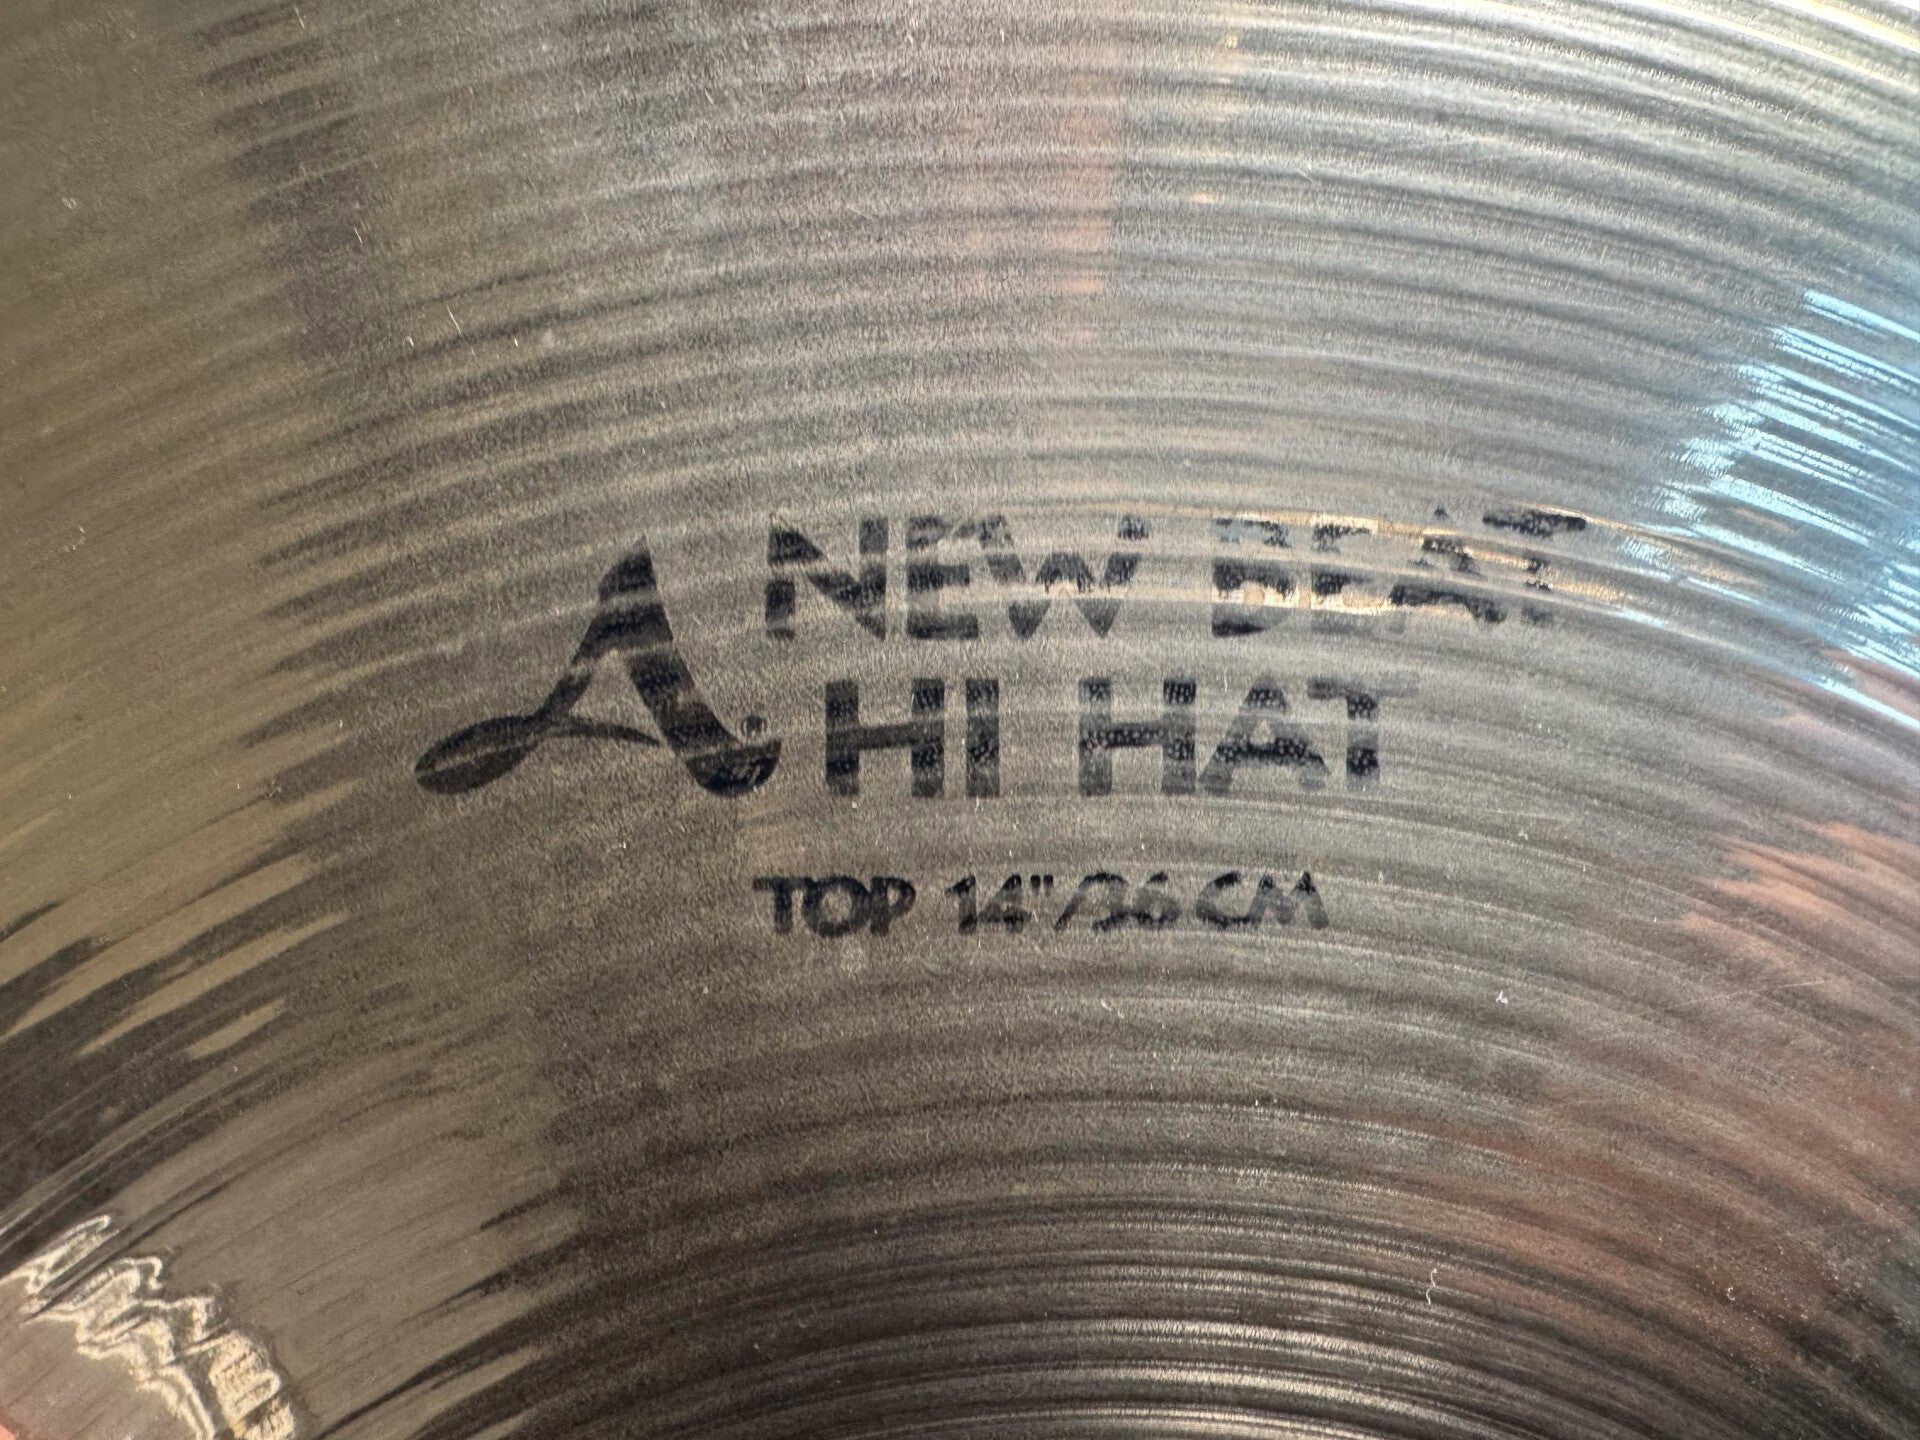 A NEW BEAT
HI HAT
TOP 14"/36 CM